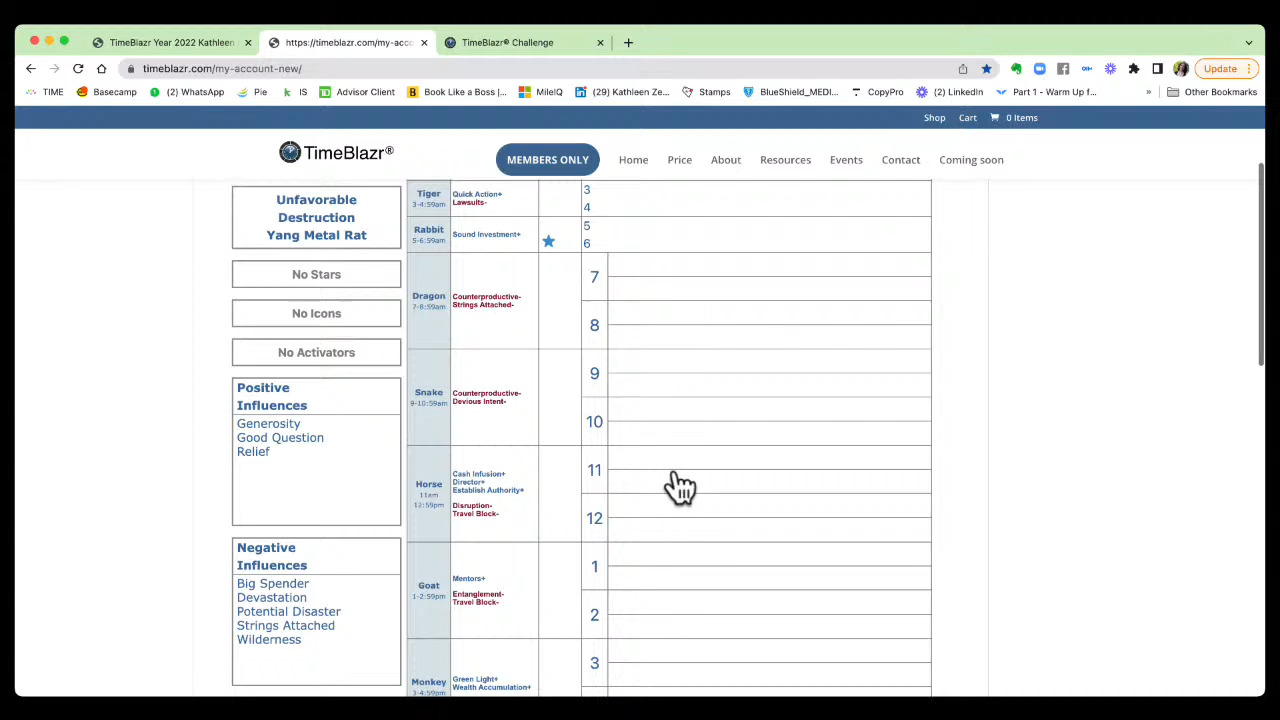 TimeBlazr Year 2022 Kathleen
https://timeblazr.com/my-acco
TimeBlazr® Challenge
timeblazr.com/my-account-new/
Update
TIME
Basecamp
(2) WhatsApp
Pie
IS
Advisor Client
Book Like a Boss |...
MileIQ
(29) Kathleen Ze...
Stamps
BlueShield_MEDI...
CopyPro
(2) LinkedIn
Part 1 - Warm Up f...
»
Other Bookmarks
Shop
Cart
0 Items
TimeBlazr®
MEMBERS ONLY
Home
Price
About
Resources
Events
Contact
Coming soon
Unfavorable
Destruction
Yang Metal Rat
No Stars
No Icons
No Activators
Positive
Influences
Generosity
Good Question
Relief
Negative
Influences
Big Spender
Devastation
Potential Disaster
Strings Attached
Wilderness
Tiger
3-4:59am
Quick Action+
Lawsuits-
3
4
Rabbit
5-6:59am
Sound Investment+
5
6
Dragon
7-8:59am
Counterproductive-
Strings Attached-
7
8
Snake
9-10:59am
Counterproductive-
Devious Intent-
9
10
Horse
11am
12:59pm
Cash Infusion+
Director+
Establish Authority+
Disruption-
Travel Block-
11
12
Goat
1-2:59pm
Mentors+
Entanglement-
Travel Block-
1
2
Monkey
3-4:59pm
Green Light+
Wealth Accumulation+
3